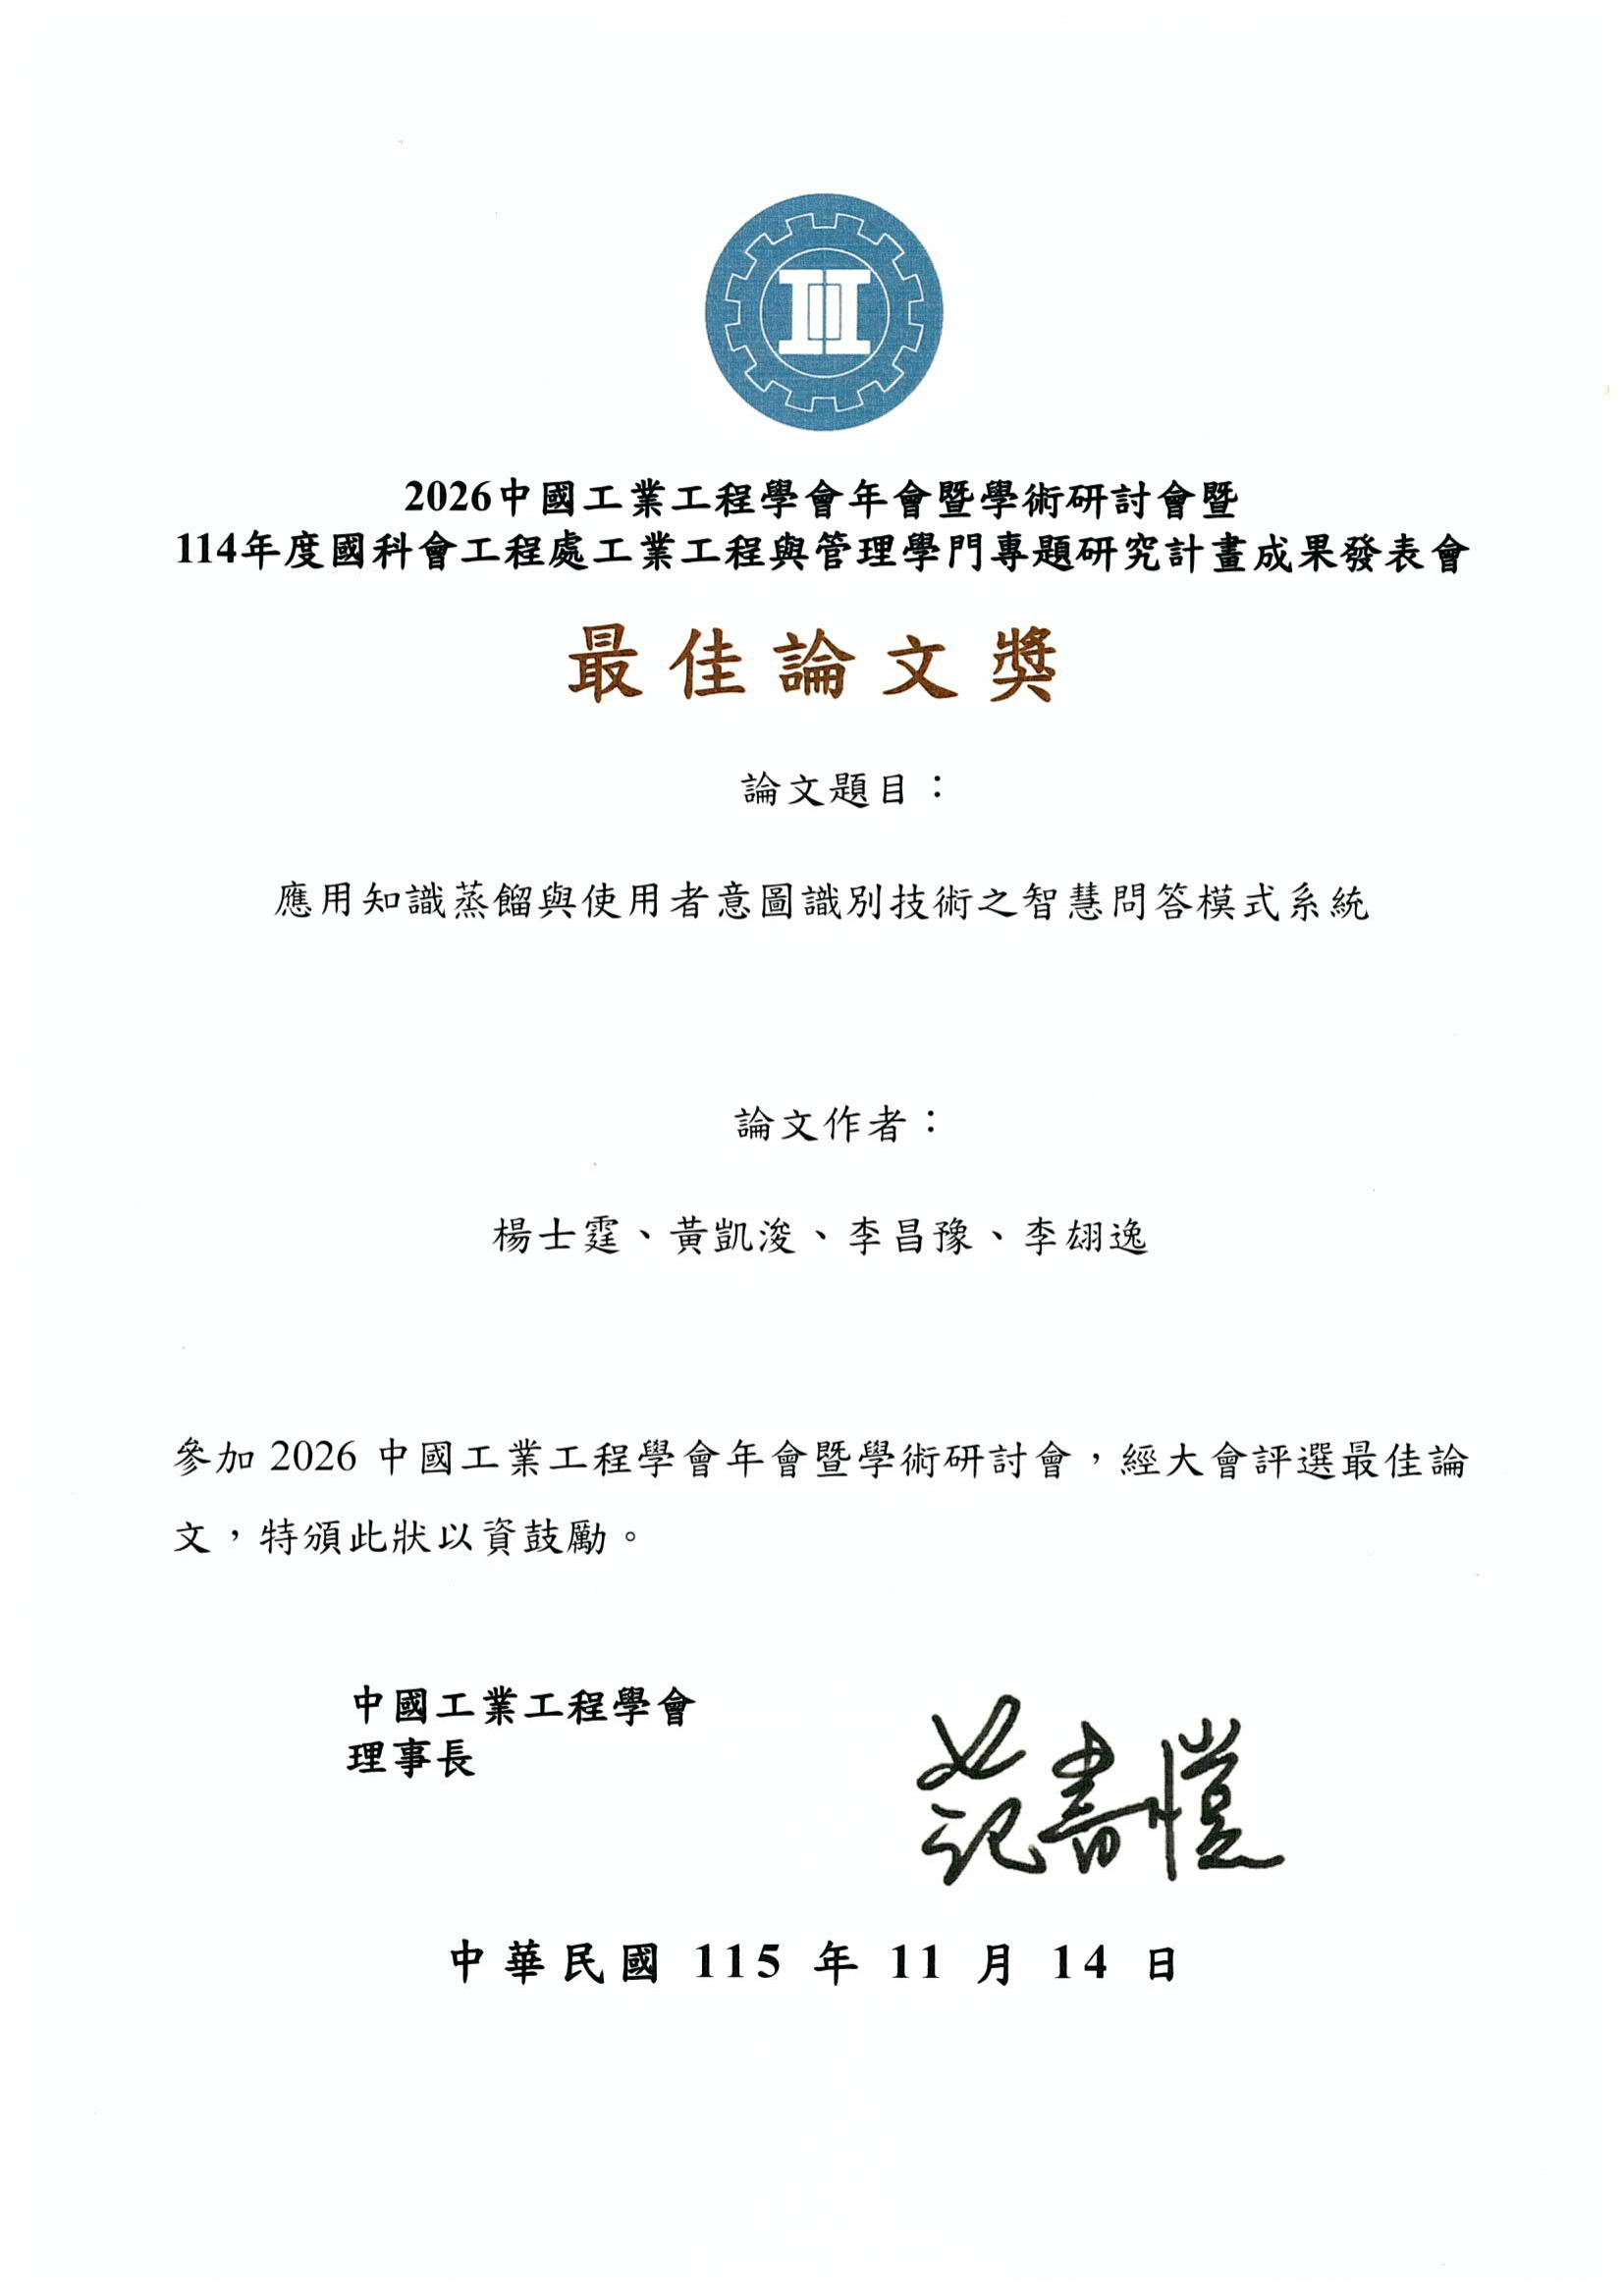 2026中國工業工程學會年會暨學術研討會暨
114年度國科會工程處工業工程與管理學門專題研究計畫成果發表會
最佳論文獎
論文題目：
應用知識蒸餾與使用者意圖識別技術之智慧問答模式系統
論文作者：
楊士霆、黃凱浚、李昌豫、李翃逸
參加 2026 中國工業工程學會年會暨學術研討會，經大會評選最佳論
文，特頒此狀以資鼓勵。
中國工業工程學會
理事長
范書愷
中華民國 115 年 11 月 14 日